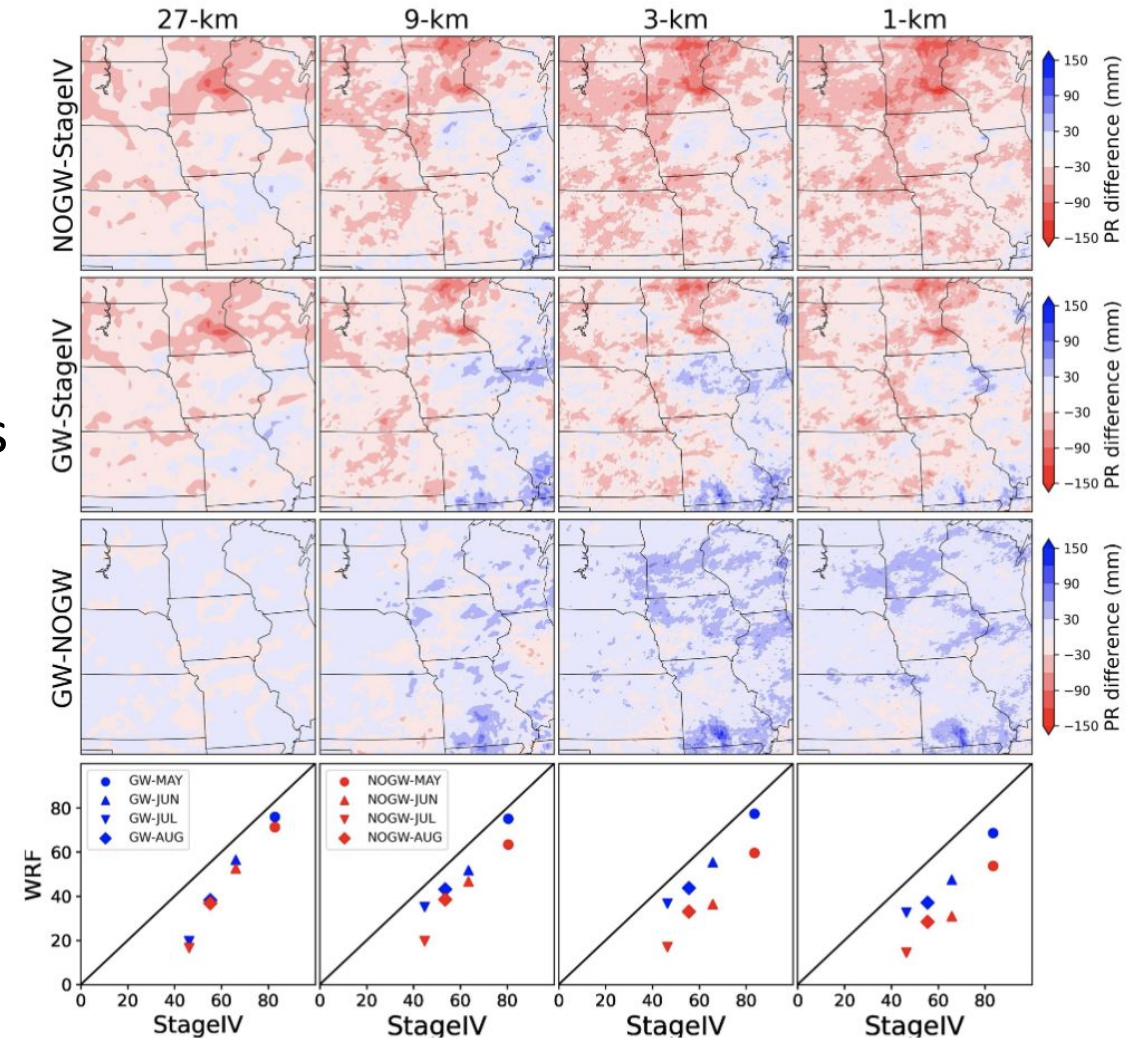 27-km 9-km 3-km 1-km
NOGW-StageIV
150
90
30
−30
−90
−150
PR difference (mm)
s
GW-StageIV
150
90
30
−30
−90
−150
PR difference (mm)
GW-NOGW
150
90
30
−30
−90
−150
PR difference (mm)
WRF
80
60
40
20
0
GW-MAY
GW-JUN
GW-JUL
GW-AUG
NOGW-MAY
NOGW-JUN
NOGW-JUL
NOGW-AUG
0 20 40 60 80 0 20 40 60 80 0 20 40 60 80 0 20 40 60 80
StageIV StageIV StageIV StageIV